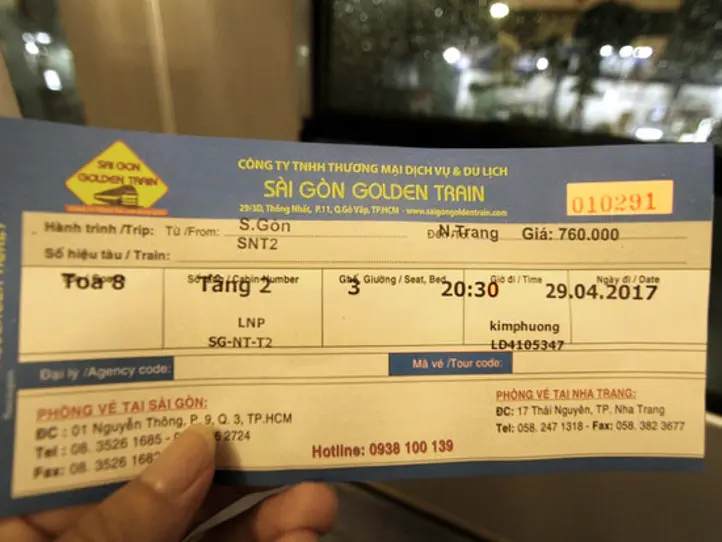 SAI GON
GOLDEN TRAIN
CÔNG TY TNHH THƯƠNG MẠI DỊCH VỤ & DU LỊCH
SÀI GÒN GOLDEN TRAIN
29/3D, Thống Nhất, P.11, Q.Gò Vấp, TP.HCM - www.saigongoldentrain.com
010291
Hành trình /Trip: Từ /From: S.Gòn N.Trang Giá: 760.000
Số hiệu tàu / Train: SNT2
Toa 8 Tầng 2 3 20:30 29.04.2017
/ Cabin Number Ghế, Giường / Seat, Bed Giờ đi / Time Ngày đi / Date
LNP kimphuong
SG-NT-T2 LD4105347
Đại lý /Agency code: Mã vé /Tour code:
PHÒNG VÉ TẠI SÀI GÒN: PHÒNG VÉ TẠI NHA TRANG:
ĐC : 01 Nguyễn Thông, P. 9, Q. 3, TP.HCM ĐC: 17 Thái Nguyên, TP. Nha Trang
Tel : 08. 3526 1685 - 2724 Tel: 058. 247 1318 - Fax: 058. 382 3677
Fax: 08. 3526 Hotline: 0938 100 139